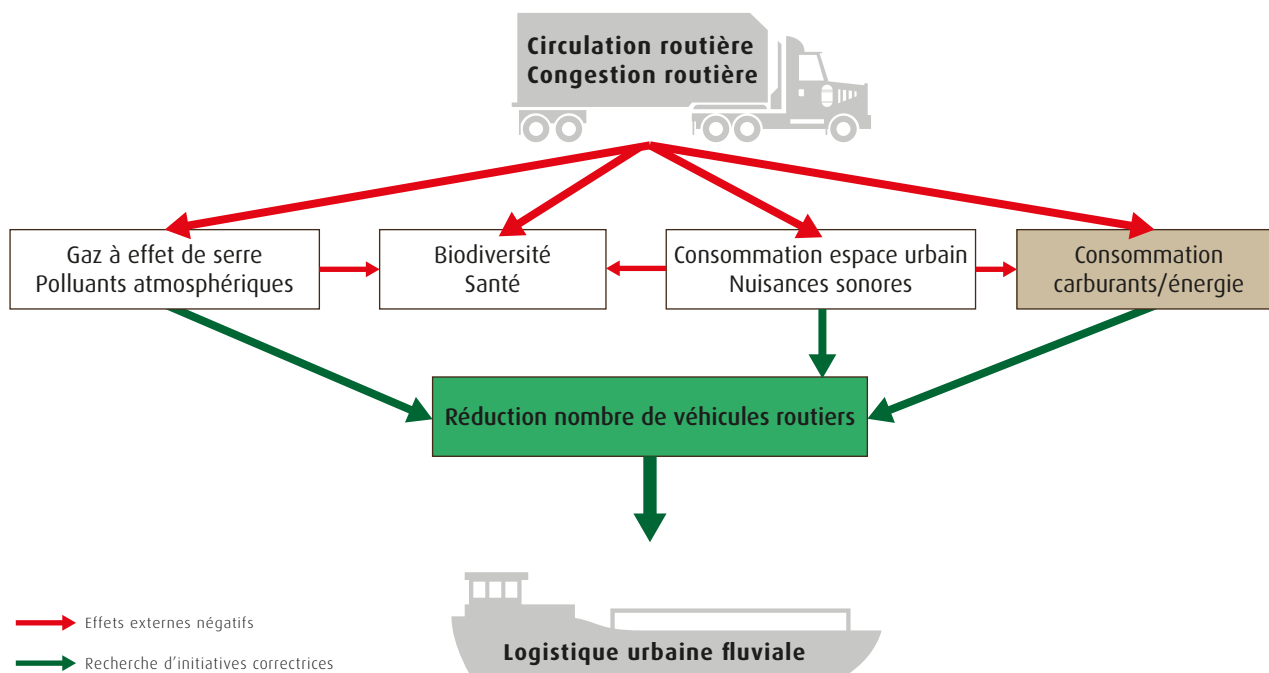 Circulation routière
Congestion routière
Gaz à effet de serre
Polluants atmosphériques
Biodiversité
Santé
Consommation espace urbain
Nuisances sonores
Consommation
carburants/énergie
Réduction nombre de véhicules routiers
Logistique urbaine fluviale
Effets externes négatifs
Recherche d'initiatives correctrices